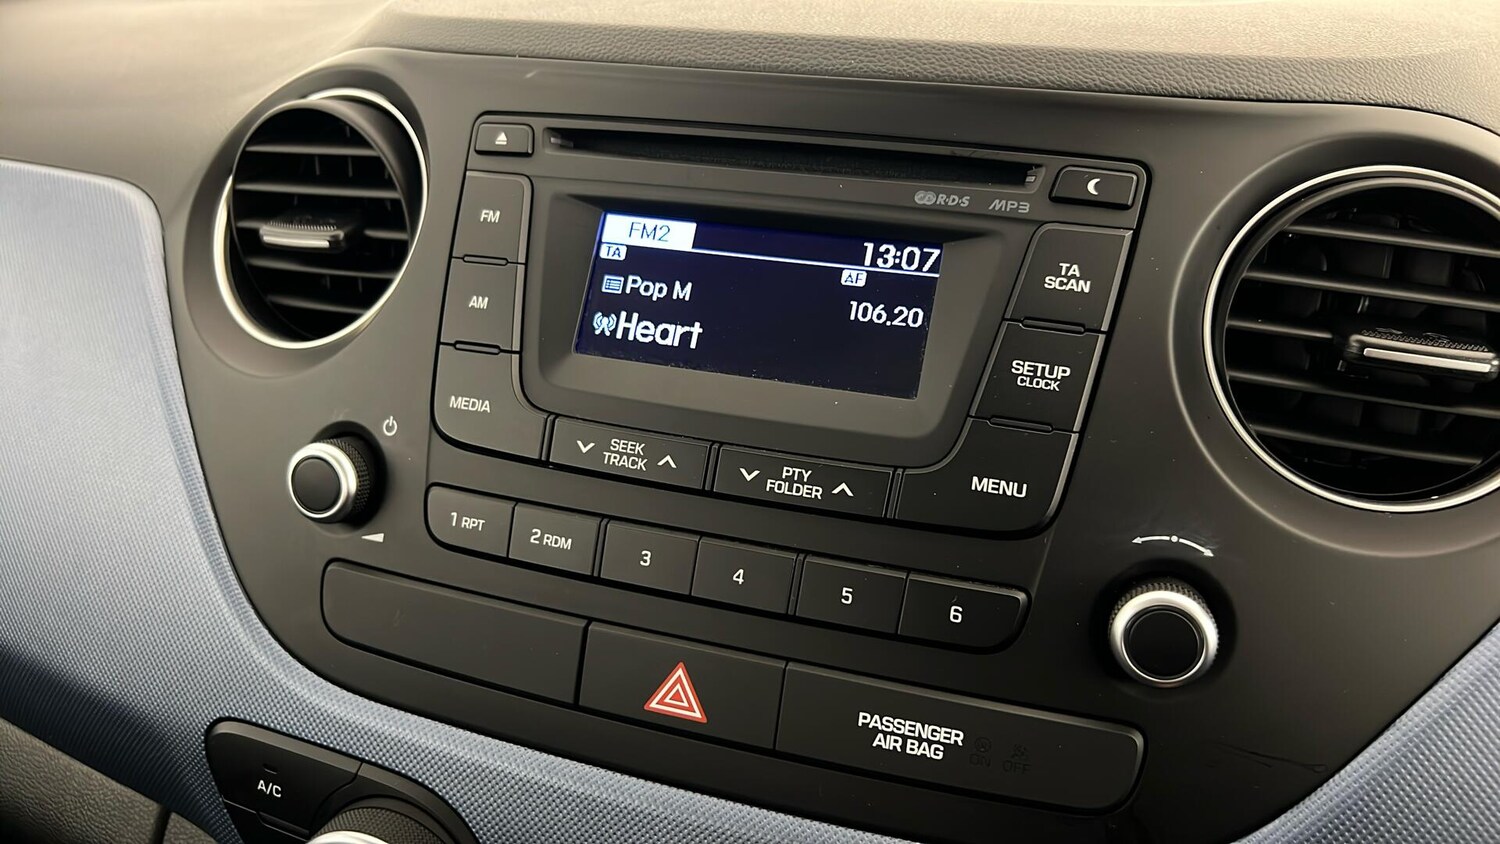 FM
AM
MEDIA
R·D·S MP3
FM2
TA
13:07
AF
Pop M
106.20
Heart
TA
SCAN
SETUP
CLOCK
SEEK
TRACK
PTY
FOLDER
MENU
1 RPT
2 RDM
3
4
5
6
PASSENGER
AIR BAG
ON
OFF
A/C